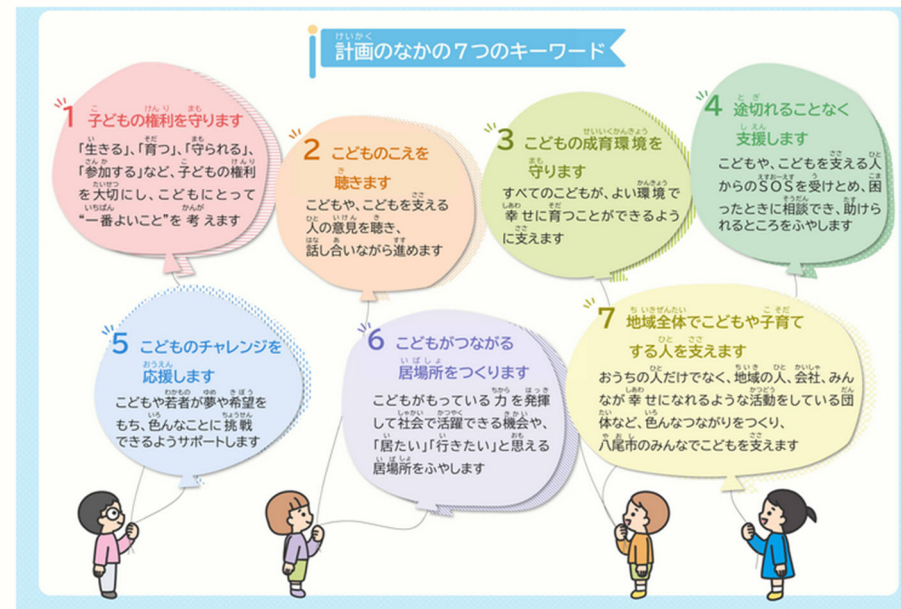 計画のなかの7つのキーワード
1 子どもの権利を守ります
「生きる」、「育つ」、「守られる」、
「参加する」など、子どもの権利
を大切にし、こどもにとって
“一番よいこと”を 考えます
2 こどものこえを
聴きます
こどもや、こどもを支える
人の意見を聴き、
話し合いながら進めます
3 こどもの成育環境を
守ります
すべてのこどもが、よい環境で
幸せに育つことができるよう
に支えます
4 途切れることなく
支援します
こどもや、こどもを支える人
からのSOSを受けとめ、困
ったときに相談でき、助けら
れるところをふやします
5 こどものチャレンジを
応援します
こどもや若者が夢や希望を
もち、色んなことに挑戦
できるようサポートします
6 こどもがつながる
居場所をつくります
こどもがもっている力を発揮
して社会で活躍できる機会や、
「居たい」「行きたい」と思える
居場所をふやします
7 地域全体でこどもや子育て
する人を支えます
おうちの人だけでなく、地域の人、会社、みん
なが幸せになれるような活動をしている団
体など、色んなつながりをつくり、
八尾市のみんなでこどもを支えます